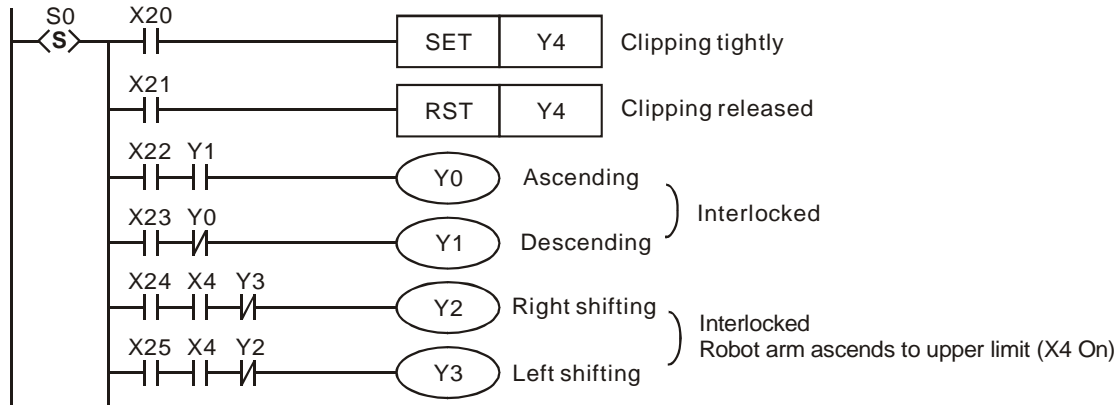 S0 X20
S SET Y4 Clipping tightly
X21
RST Y4 Clipping released
X22 Y1
Y0 Ascending
Interlocked
X23 Y0
Y1 Descending
X24 X4 Y3
Y2 Right shifting
Interlocked
Robot arm ascends to upper limit (X4 On)
X25 X4 Y2
Y3 Left shifting